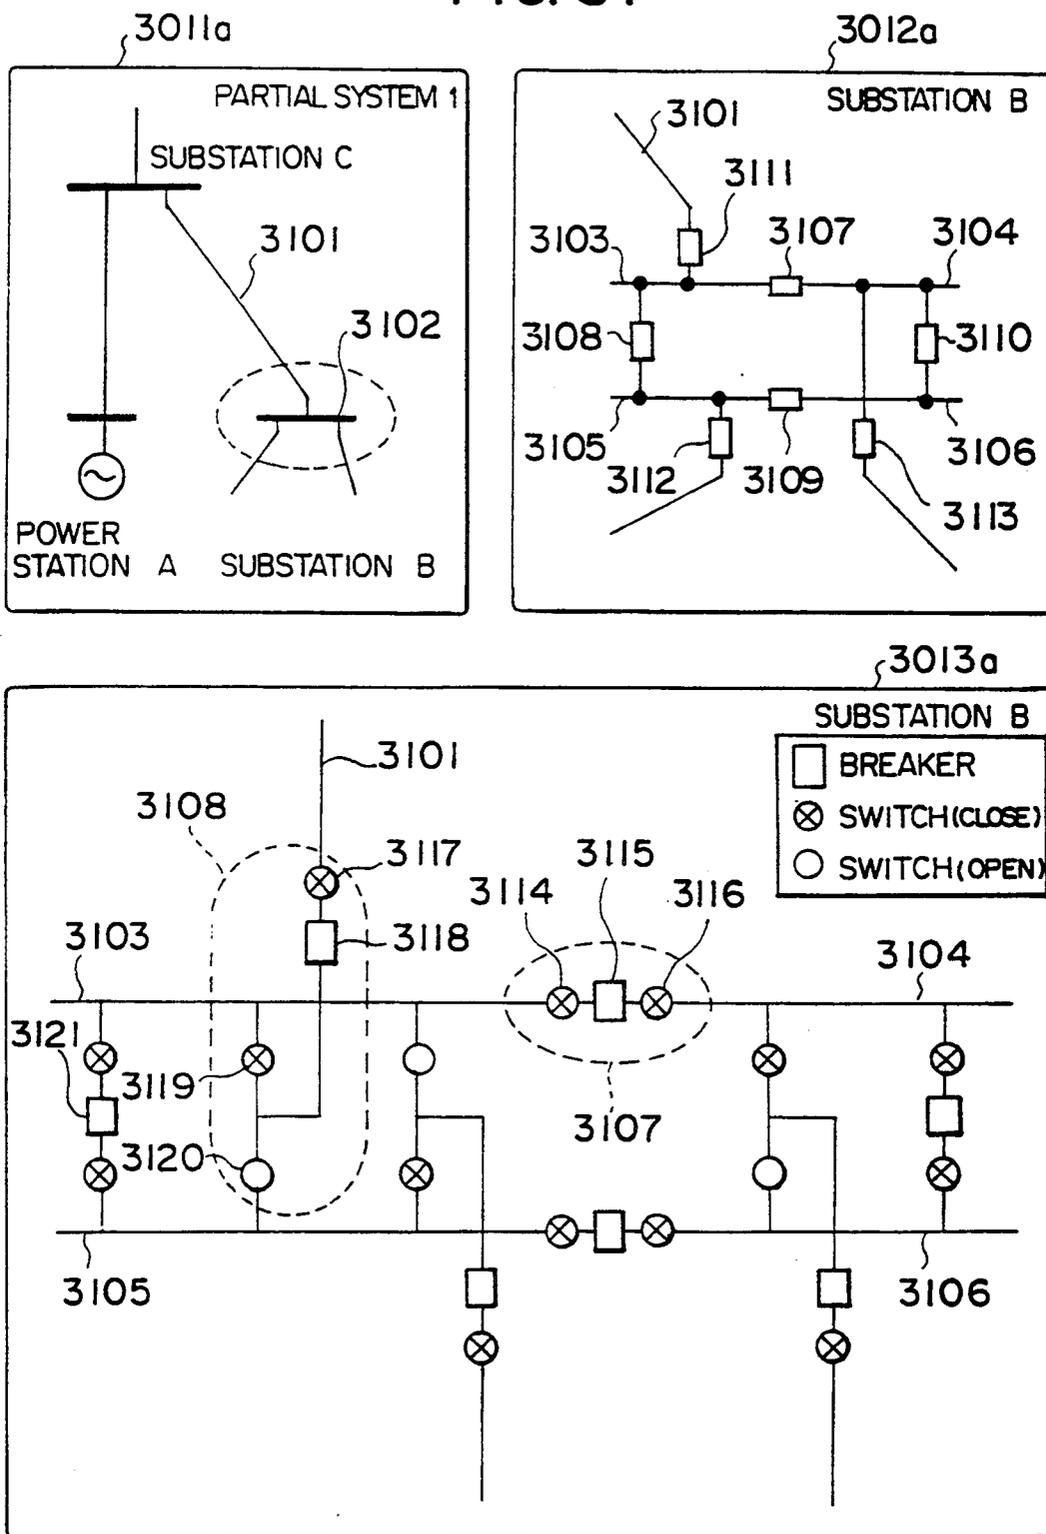 3011a
PARTIAL SYSTEM 1
SUBSTATION C
3101
3102
POWER
STATION A
SUBSTATION B
3012a
SUBSTATION B
3101
3111
3103
3107
3104
3108
3110
3105
3112
3109
3106
3113
3013a
SUBSTATION B
BREAKER
SWITCH(CLOSE)
SWITCH(OPEN)
3101
3108
3117
3118
3114
3115
3116
3103
3104
3121
3119
3107
3120
3105
3106